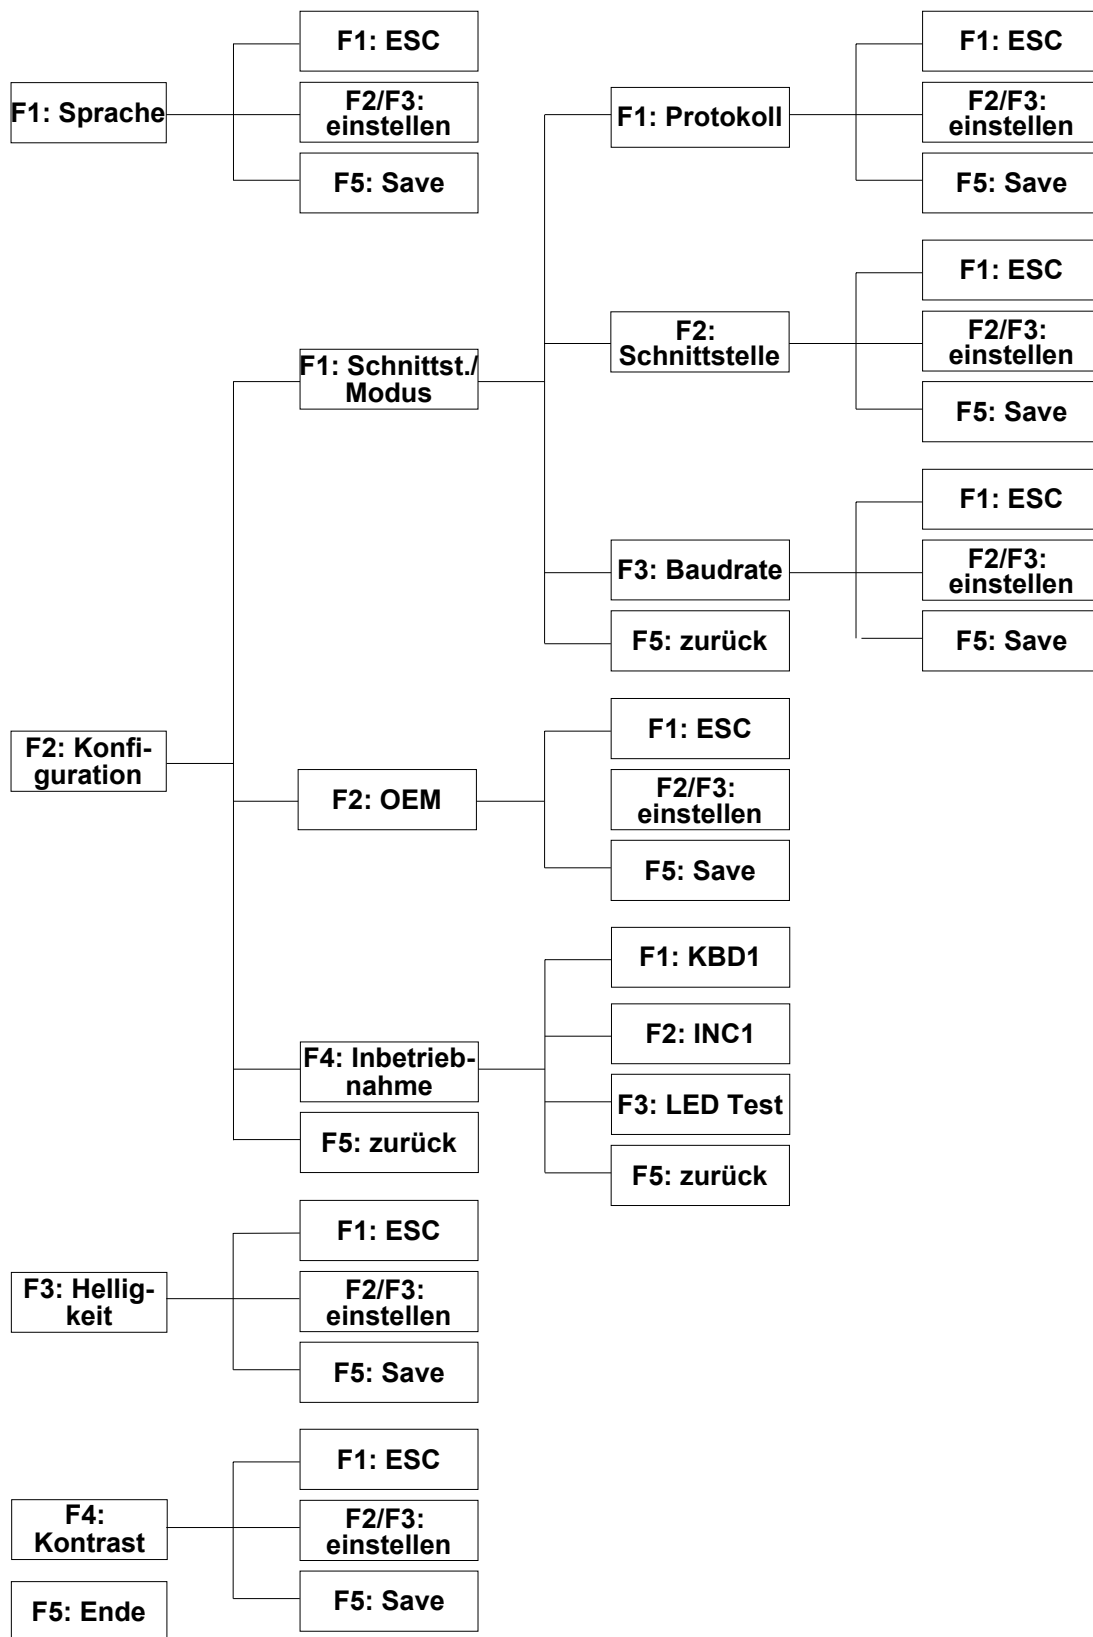 F1: Sprache
F1: ESC
F2/F3:
einstellen
F5: Save
F2: Konfi-
guration
F1: Schnittst./
Modus
F1: Protokoll
F1: ESC
F2/F3:
einstellen
F5: Save
F2:
Schnittstelle
F1: ESC
F2/F3:
einstellen
F5: Save
F3: Baudrate
F1: ESC
F2/F3:
einstellen
F5: Save
F5: zurück
F2: OEM
F1: ESC
F2/F3:
einstellen
F5: Save
F4: Inbetrieb-
nahme
F1: KBD1
F2: INC1
F3: LED Test
F5: zurück
F5: zurück
F3: Hellig-
keit
F1: ESC
F2/F3:
einstellen
F5: Save
F4:
Kontrast
F1: ESC
F2/F3:
einstellen
F5: Save
F5: Ende